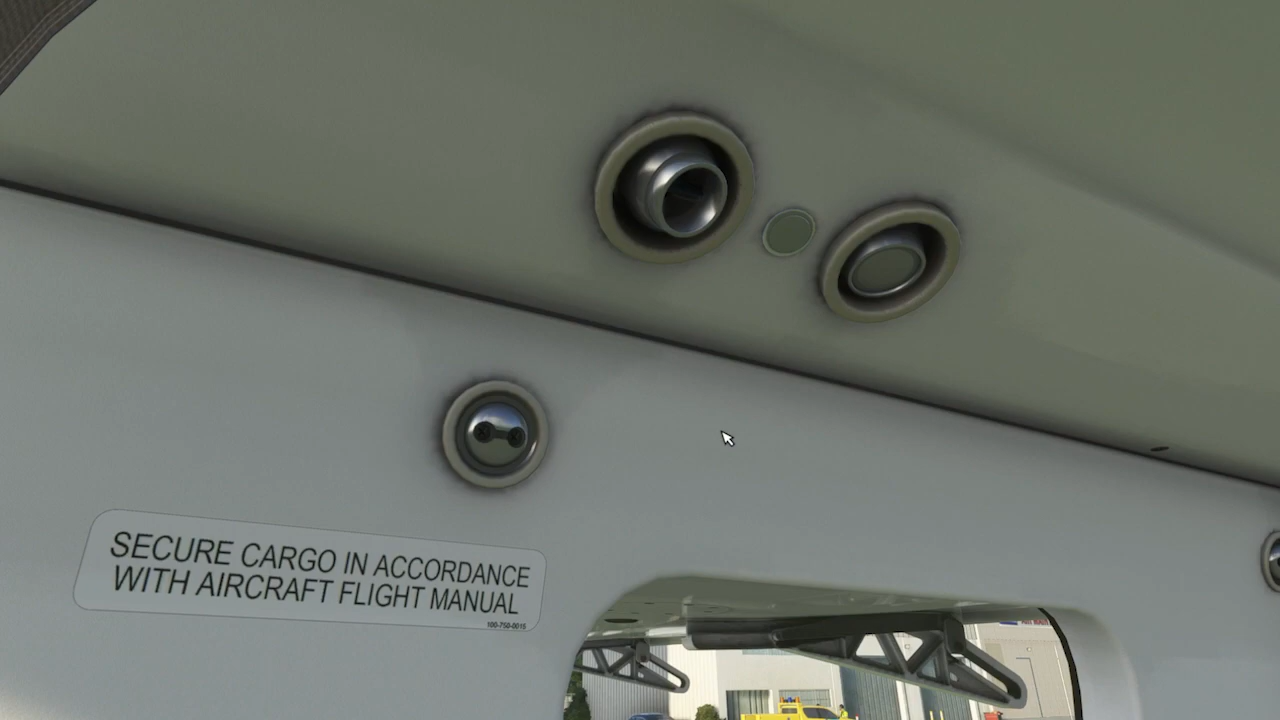 SECURE CARGO IN ACCORDANCE
WITH AIRCRAFT FLIGHT MANUAL
100-750-0015